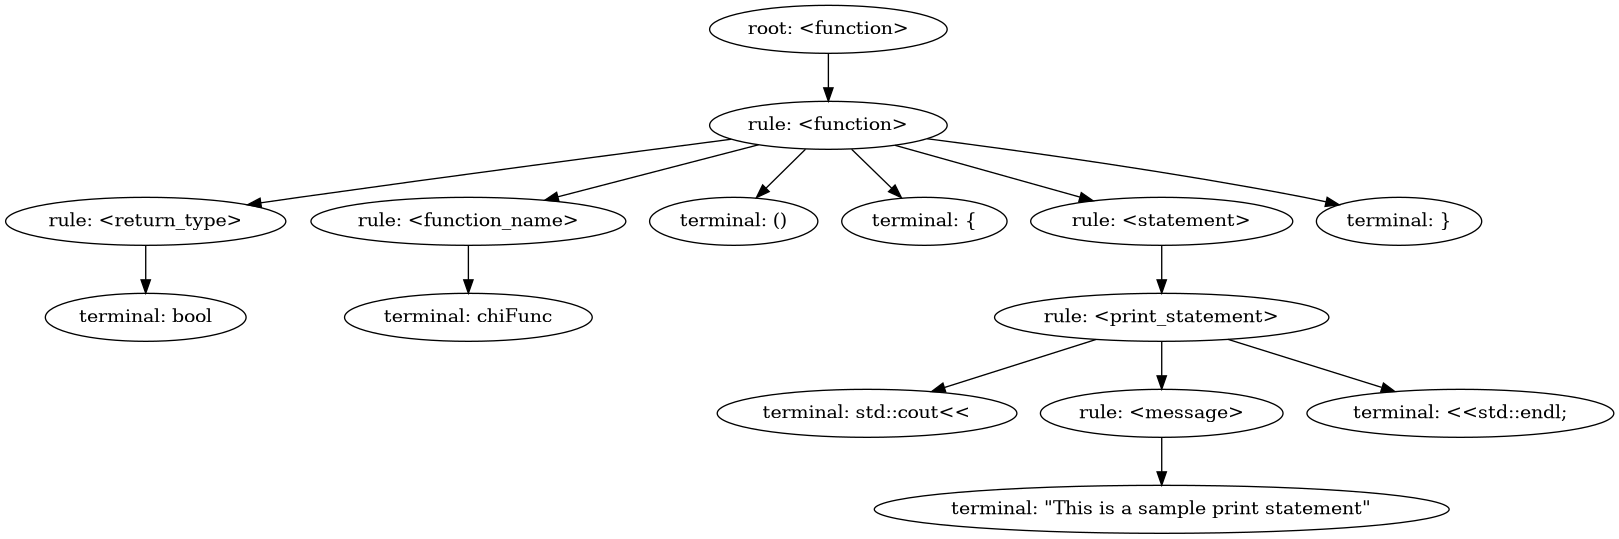 root: <function>
rule: <function>
rule: <return_type>
rule: <function_name>
terminal: ()
terminal: {
rule: <statement>
terminal: }
terminal: bool
terminal: chiFunc
rule: <print_statement>
terminal: std::cout<<
rule: <message>
terminal: <<std::endl;
terminal: "This is a sample print statement"